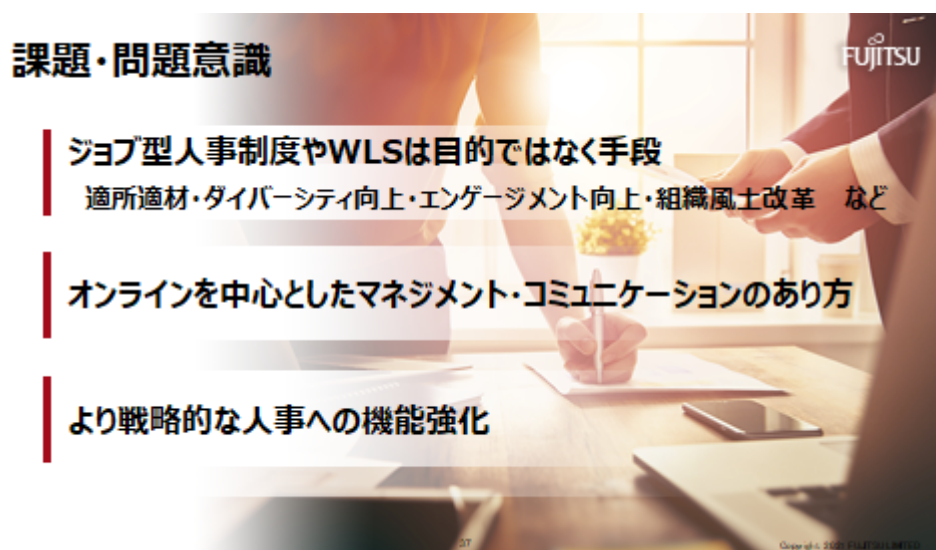 課題・問題意識
FUJITSU
ジョブ型人事制度やWLSは目的ではなく手段
適所適材・ダイバーシティ向上・エンゲージメント向上・組織風土改革　など
オンラインを中心としたマネジメント・コミュニケーションのあり方
より戦略的な人事への機能強化
37
Copyright 2021 FUJITSU LIMITED